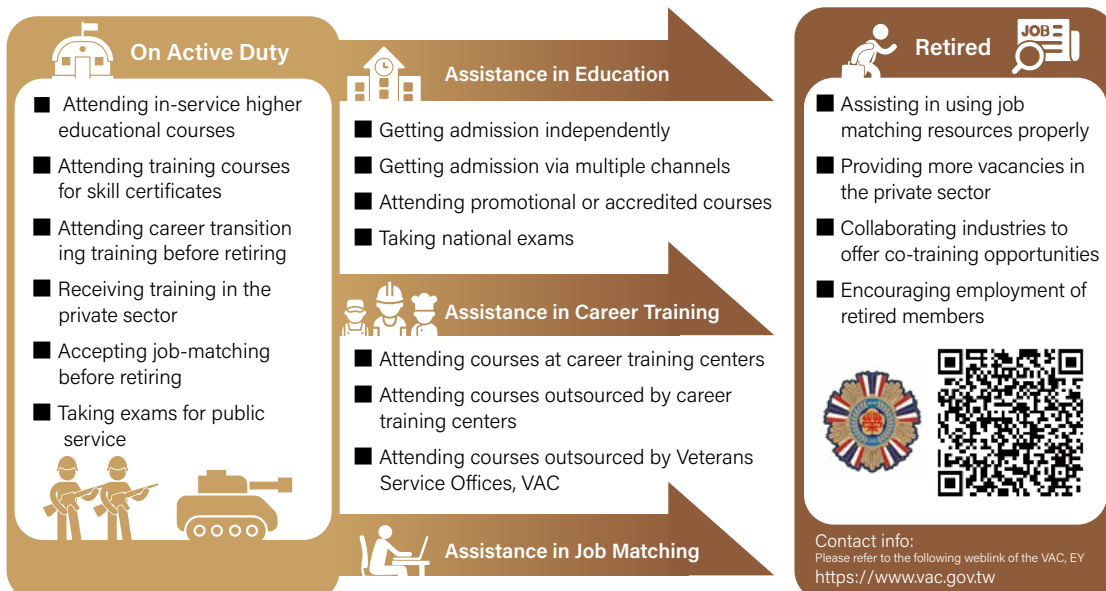 On Active Duty
Attending in-service higher
educational courses
Attending training courses
for skill certificates
Attending career transition
ing training before retiring
Receiving training in the
private sector
Accepting job-matching
before retiring
Taking exams for public
service
Assistance in Education
Getting admission independently
Getting admission via multiple channels
Attending promotional or accredited courses
Taking national exams
Assistance in Career Training
Attending courses at career training centers
Attending courses outsourced by career
training centers
Attending courses outsourced by Veterans
Service Offices, VAC
Assistance in Job Matching
Retired
JOB
Assisting in using job
matching resources properly
Providing more vacancies in
the private sector
Collaborating industries to
offer co-training opportunities
Encouraging employment of
retired members
Contact info:
Please refer to the following weblink of the VAC, EY
https://www.vac.gov.tw